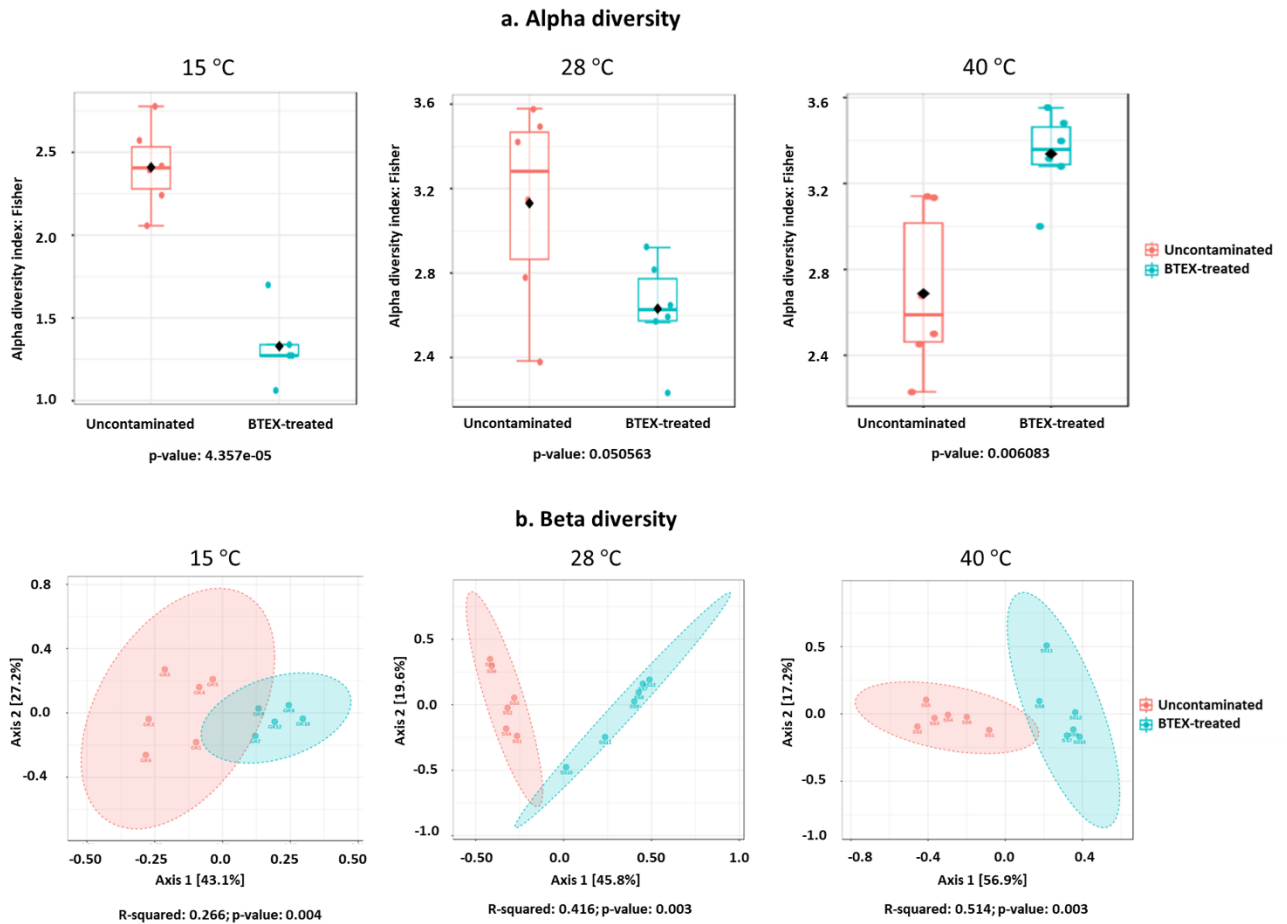 a. Alpha diversity
15 °C
28 °C
40 °C
Alpha diversity index: Fisher
2.5
2.0
1.5
1.0
Uncontaminated
BTEX-treated
p-value: 4.357e-05
Alpha diversity index: Fisher
3.6
3.2
2.8
2.4
Uncontaminated
BTEX-treated
p-value: 0.050563
Alpha diversity index: Fisher
3.6
3.2
2.8
2.4
Uncontaminated
BTEX-treated
p-value: 0.006083
Uncontaminated
BTEX-treated
b. Beta diversity
15 °C
28 °C
40 °C
Axis 2 [27.2%]
0.8
0.4
0.0
-0.4
-0.50
-0.25
0.0
0.25
0.50
Axis 1 [43.1%]
R-squared: 0.266; p-value: 0.004
Axis 2 [19.6%]
0.5
0.0
-0.5
-1.0
-0.50
0.0
0.50
1.0
Axis 1 [45.8%]
R-squared: 0.416; p-value: 0.003
Axis 2 [17.2%]
1.0
0.5
0.0
-0.5
-1.0
-0.8
-0.4
0.0
0.4
Axis 1 [56.9%]
R-squared: 0.514; p-value: 0.003
Uncontaminated
BTEX-treated